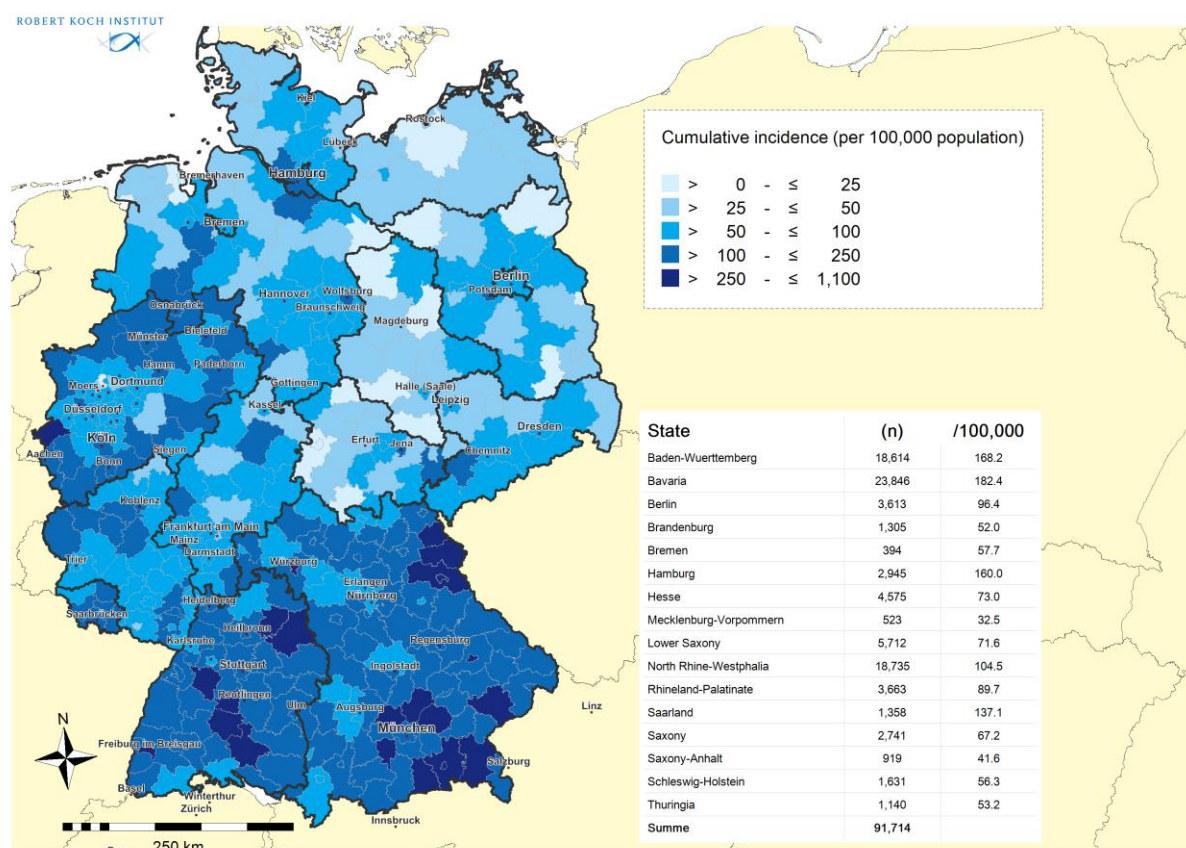 ROBERT KOCH INSTITUT
Kiel
Rostock
Lübeck
Hamburg
Bremerhaven
Bremen
Berlin
Potsdam
Hannover
Wolfsburg
Braunschweig
Magdeburg
Osnabrück
Münster
Bielefeld
Hamm
Paderborn
Moers
Dortmund
Göttingen
Halle (Saale)
Kassel
Leipzig
Düsseldorf
Dresden
Köln
Erfurt
Jena
Chemnitz
Aachen
Bonn
Siegen
Koblenz
Frankfurt am Main
Mainz
Darmstadt
Trier
Würzburg
Erlangen
Nürnberg
Heidelberg
Saarbrücken
Heilbronn
Karlsruhe
Regensburg
Stuttgart
Ingolstadt
Reutlingen
Ulm
Augsburg
München
Linz
Freiburg im Breisgau
Salzburg
Basel
Winterthur
Zürich
Innsbruck
N
250 km
Cumulative incidence (per 100,000 population)
> 0 - ≤ 25
> 25 - ≤ 50
> 50 - ≤ 100
> 100 - ≤ 250
> 250 - ≤ 1,100
State (n) /100,000
Baden-Wuerttemberg 18,614 168.2
Bavaria 23,846 182.4
Berlin 3,613 96.4
Brandenburg 1,305 52.0
Bremen 394 57.7
Hamburg 2,945 160.0
Hesse 4,575 73.0
Mecklenburg-Vorpommern 523 32.5
Lower Saxony 5,712 71.6
North Rhine-Westphalia 18,735 104.5
Rhineland-Palatinate 3,663 89.7
Saarland 1,358 137.1
Saxony 2,741 67.2
Saxony-Anhalt 919 41.6
Schleswig-Holstein 1,631 56.3
Thuringia 1,140 53.2
Summe 91,714